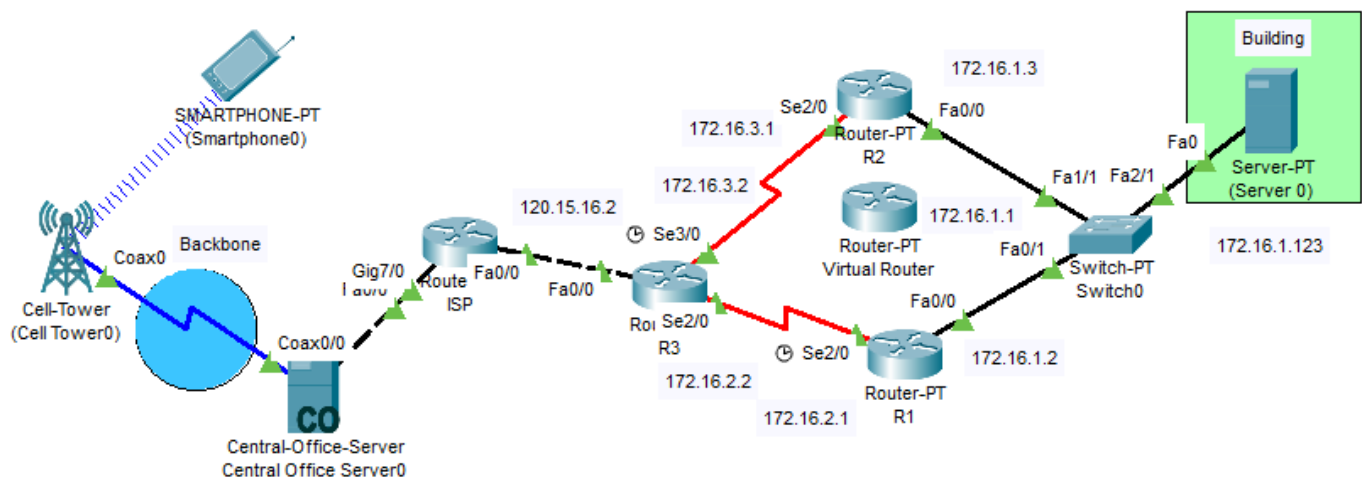 SMARTPHONE-PT
(Smartphone0)
Coax0
Backbone
Cell-Tower
(Cell Tower0)
Coax0/0
CO
Central-Office-Server
Central Office Server0
Gig7/0
Fa0/0
Route
ISP
Fa0/0
120.15.16.2
Fa0/0
Se3/0
R3
Se2/0
172.16.2.2
172.16.3.1
172.16.3.2
Se2/0
Router-PT
R2
172.16.1.3
Fa0/0
Router-PT
Virtual Router
172.16.1.1
Se2/0
172.16.2.1
Router-PT
R1
Fa0/0
172.16.1.2
Fa1/1
Fa0/1
Fa2/1
Switch-PT
Switch0
Building
Fa0
Server-PT
(Server 0)
172.16.1.123